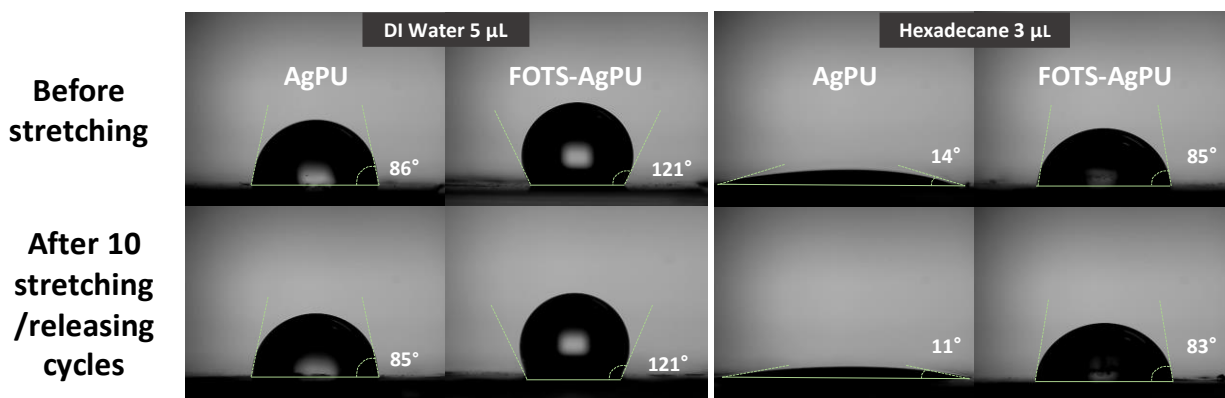 DI Water 5 µL
Hexadecane 3 µL
AgPU
FOTS-AgPU
AgPU
FOTS-AgPU
Before
stretching
86°
121°
14°
85°
After 10
stretching
/releasing
cycles
85°
121°
11°
83°